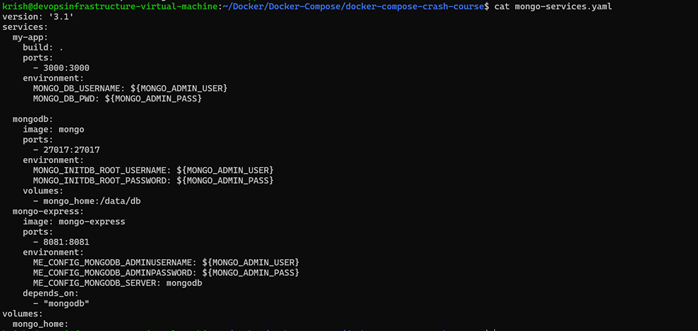 krish@devopsinfrastructure-virtual-machine:~/Docker/Docker-Compose/docker-compose-crash-course$ cat mongo-services.yaml
version: '3.1'
services:
  my-app:
    build: .
    ports:
      - 3000:3000
    environment:
      MONGO_DB_USERNAME: ${MONGO_ADMIN_USER}
      MONGO_DB_PWD: ${MONGO_ADMIN_PASS}

  mongodb:
    image: mongo
    ports:
      - 27017:27017
    environment:
      MONGO_INITDB_ROOT_USERNAME: ${MONGO_ADMIN_USER}
      MONGO_INITDB_ROOT_PASSWORD: ${MONGO_ADMIN_PASS}
    volumes:
      - mongo_home:/data/db
  mongo-express:
    image: mongo-express
    ports:
      - 8081:8081
    environment:
      ME_CONFIG_MONGODB_ADMINUSERNAME: ${MONGO_ADMIN_USER}
      ME_CONFIG_MONGODB_ADMINPASSWORD: ${MONGO_ADMIN_PASS}
      ME_CONFIG_MONGODB_SERVER: mongodb
    depends_on:
      - "mongodb"
volumes:
  mongo_home: